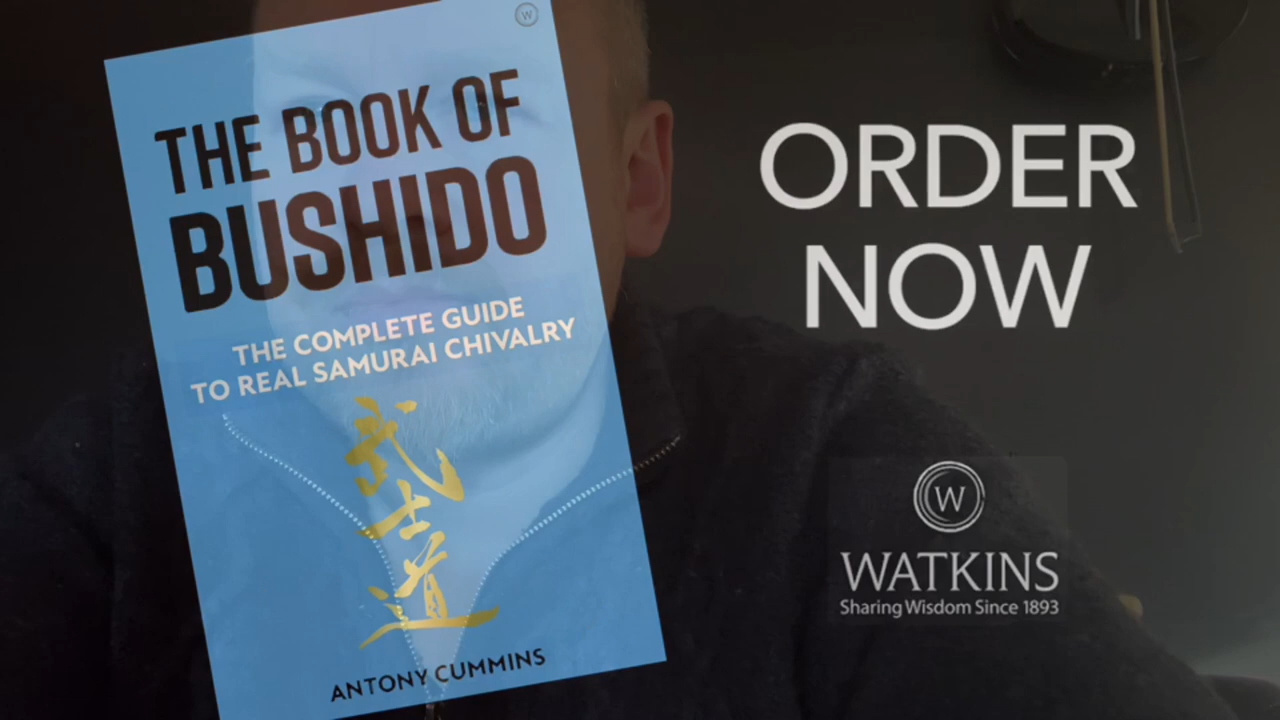 W
THE BOOK OF
BUSHIDO
THE COMPLETE GUIDE
TO REAL SAMURAI CHIVALRY
武
士
道
ANTONY CUMMINS
ORDER
NOW
W
WATKINS
Sharing Wisdom Since 1893